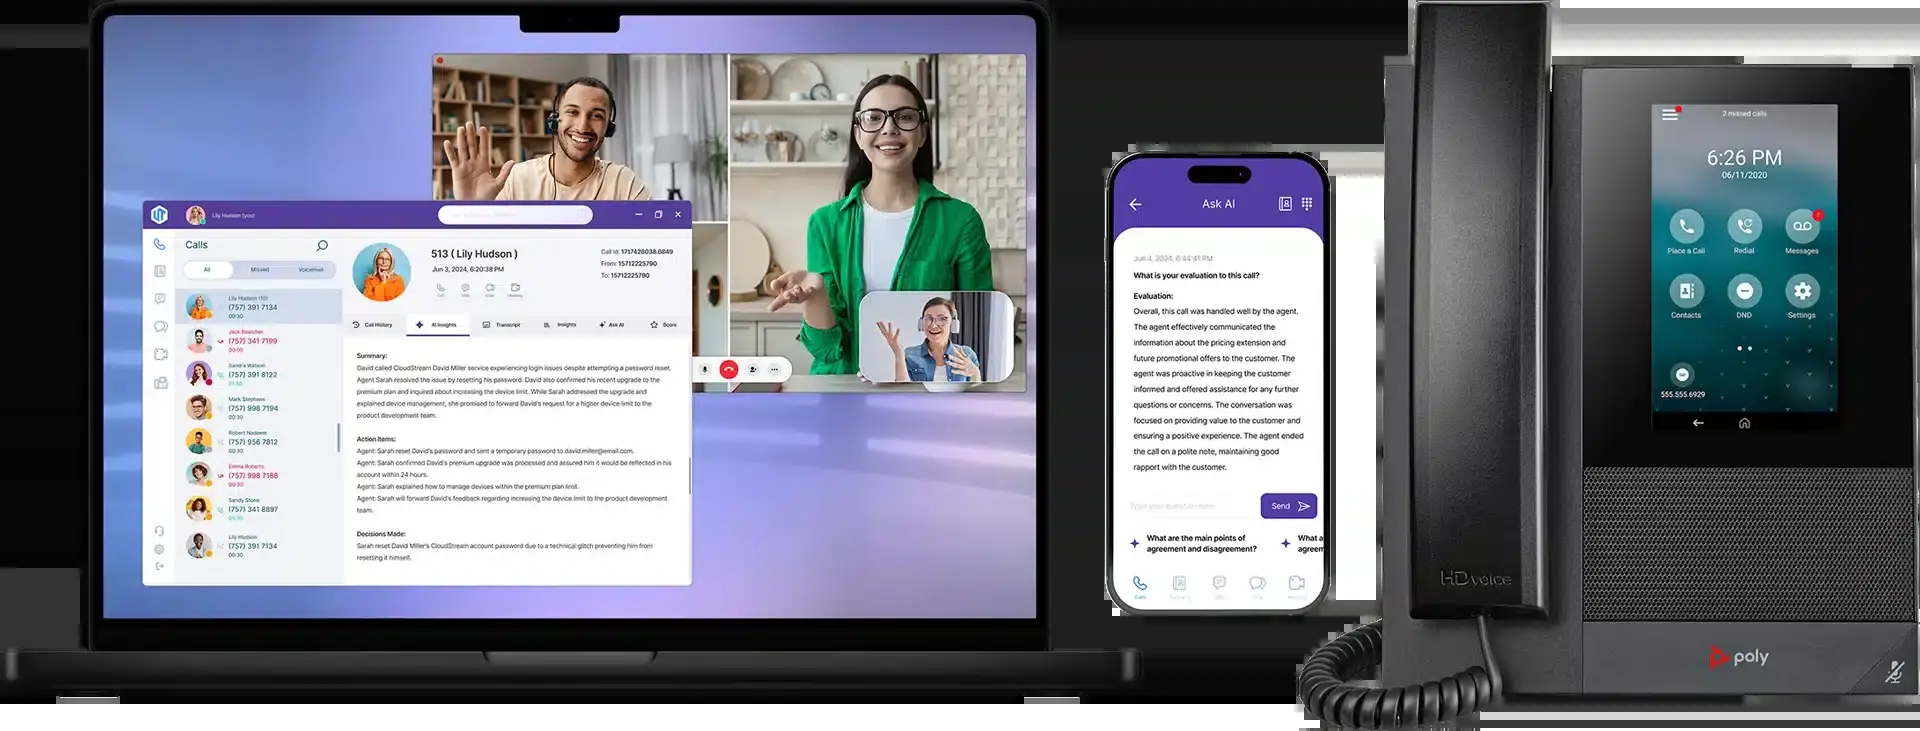 Lily Hudson (you)
Calls
All
Missed
Voicemail
Lily Hudson (10)
(757) 391 7134
00:30
Jack Reatcher
(757) 341 7199
00:00
Sandra Watson
(757) 391 8122
01:30
Mark Stephens
(757) 998 7194
00:30
Robert Nadeem
(757) 956 7812
00:30
Emma Roberts
(757) 998 7188
00:30
Sandy Stone
(757) 341 8897
Lily Hudson
(757) 391 7134
00:30
513 ( Lily Hudson )
Jun 3, 2024, 6:20:38 PM
Call Id: 1717428038.6849
From: 15712225790
To: 15712225790
Call History
AI Insights
Transcript
Insights
Ask AI
Score
Summary:
David called CloudStream David Miller service experiencing login issues despite attempting a password reset.
Agent Sarah resolved the issue by resetting his password. David also confirmed his recent upgrade to the
premium plan and inquired about increasing the device limit. While Sarah addressed the upgrade and
explained device management, she promised to forward David's request for a higher device limit to the
product development team.
Action Items:
Agent: Sarah reset David's password and sent a temporary password to david.miller@email.com.
Agent: Sarah confirmed David's premium upgrade was processed and assured him it would be reflected in his
account within 24 hours.
Agent: Sarah explained how to manage devices within the premium plan limit.
Agent: Sarah will forward David's feedback regarding increasing the device limit to the product development
team.
Decisions Made:
Sarah reset David Miller's CloudStream account password due to a technical glitch preventing him from
resetting it himself.
Ask AI
Jun 4, 2024, 6:44:41 PM
What is your evaluation to this call?
Evaluation:
Overall, this call was handled well by the agent.
The agent effectively communicated the
information about the pricing extension and
future promotional offers to the customer. The
agent was proactive in keeping the customer
informed and offered assistance for any further
questions or concerns. The conversation was
focused on providing value to the customer and
ensuring a positive experience. The agent ended
the call on a polite note, maintaining good
rapport with the customer.
Type your question here
Send
What are the main points of
agreement and disagreement?
What a
agreem
Calls
2 missed calls
6:26 PM
06/11/2020
Place a Call
Redial
Messages
Contacts
DND
Settings
555.555.6929
HD voice
poly